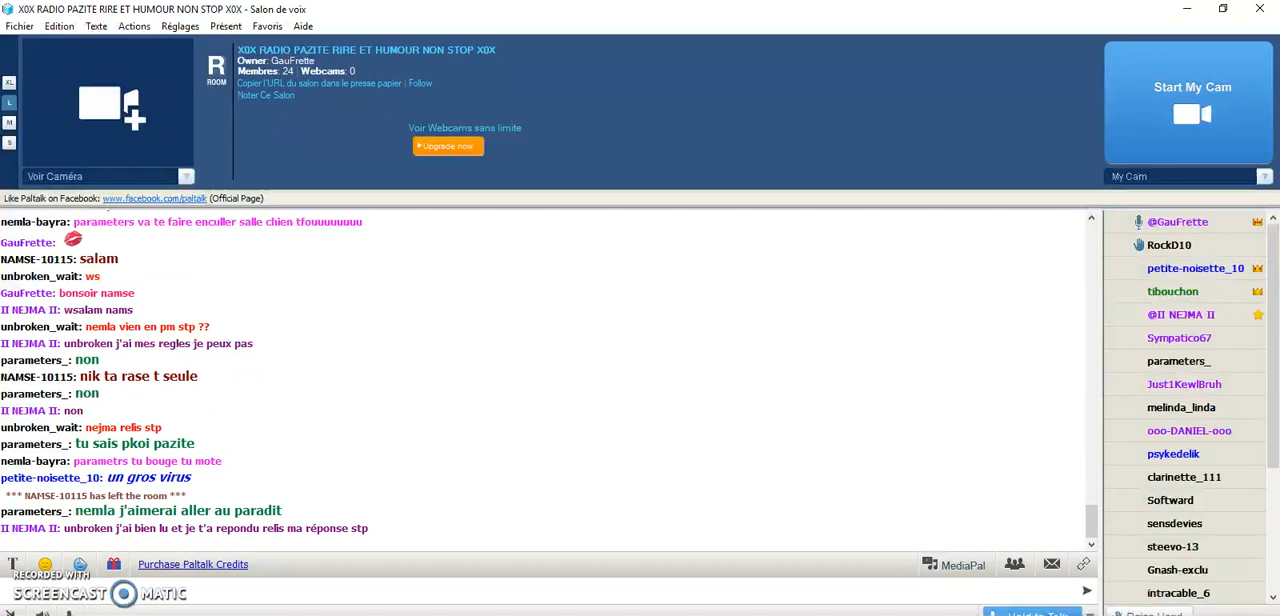 X0X RADIO PAZITE RIRE ET HUMOUR NON STOP X0X - Salon de voix
Fichier Edition Texte Actions Réglages Présent Favoris Aide
XL
L
M
S
Voir Caméra
R
ROOM
X0X RADIO PAZITE RIRE ET HUMOUR NON STOP X0X
Owner: GauFrette
Membres: 24 | Webcams: 0
Copier l'URL du salon dans le presse papier | Follow
Noter Ce Salon
Voir Webcams sans limite
Upgrade now
Start My Cam
My Cam
Like Paltalk on Facebook: www.facebook.com/paltalk (Official Page)
nemla-bayra: parameters va te faire enculler salle chien tfouuuuuuuu
GauFrette:
NAMSE-10115: salam
unbroken_wait: ws
GauFrette: bonsoir namse
II NEJMA II: wsalam nams
unbroken_wait: nemla vien en pm stp ??
II NEJMA II: unbroken j'ai mes regles je peux pas
parameters_: non
NAMSE-10115: nik ta rase t seule
parameters_: non
II NEJMA II: non
unbroken_wait: nejma relis stp
parameters_: tu sais pkoi pazite
nemla-bayra: parametrs tu bouge tu mote
petite-noisette_10: un gros virus
*** NAMSE-10115 has left the room ***
parameters_: nemla j'aimerai aller au paradit
II NEJMA II: unbroken j'ai bien lu et je t'a repondu relis ma réponse stp
@GauFrette
RockD10
petite-noisette_10
tibouchon
@II NEJMA II
Sympatico67
parameters_
Just1KewlBruh
melinda_linda
ooo-DANIEL-ooo
psykedelik
clarinette_111
Softward
sensdevies
steevo-13
Gnash-exclu
intracable_6
T Purchase Paltalk Credits MediaPal
RECORDED WITH
SCREENCAST MATIC
Hold to Talk
Raise Hand